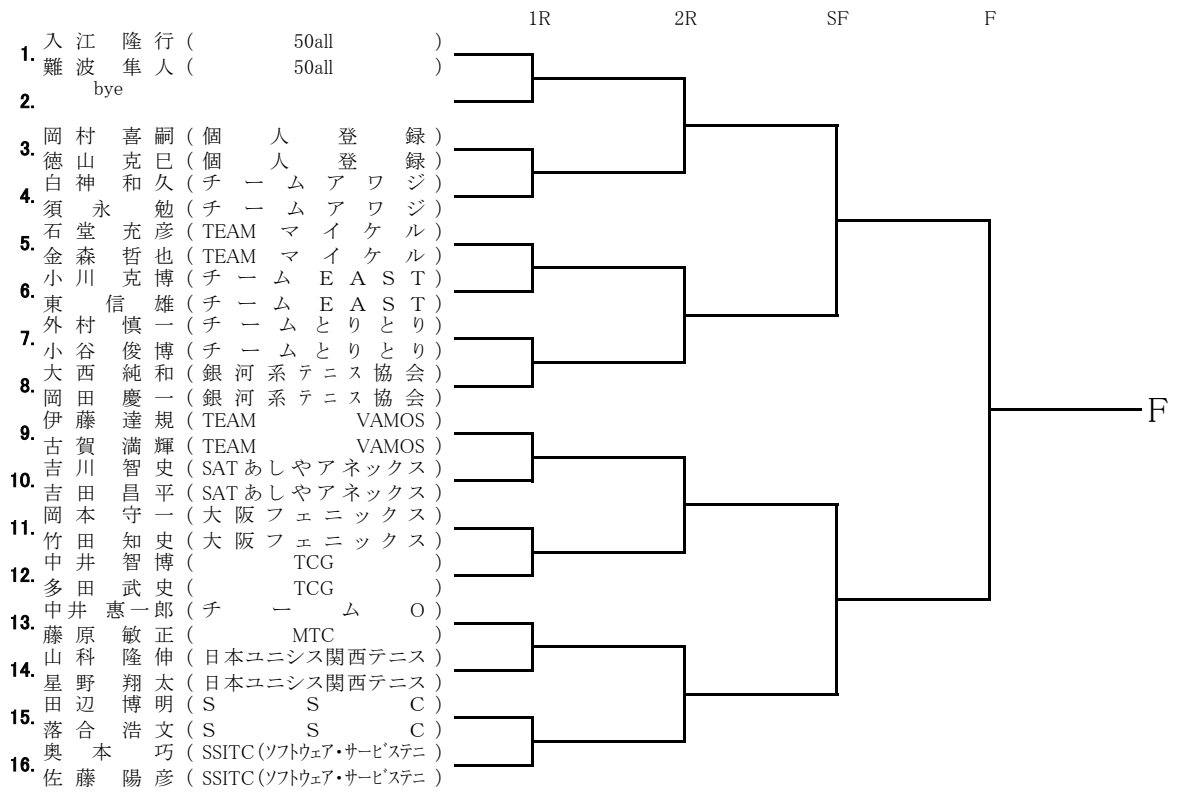 1R 2R SF F
入江 隆行 ( 50all )
1.
難波 隼人 ( 50all )
bye
2.
岡村 喜嗣 ( 個人登録 )
3.
徳山 克巳 ( 個人登録 )
白神 和久 ( チームアワジ )
4.
須永 勉 ( チームアワジ )
石堂 充彦 ( TEAM マイケル )
5.
金森 哲也 ( TEAM マイケル )
小川 克博 ( チーム EAST )
6.
東 信雄 ( チーム EAST )
外村 慎一 ( チームとりとり )
7.
小谷 俊博 ( チームとりとり )
大西 純和 ( 銀河系テニス協会 )
8.
岡田 慶一 ( 銀河系テニス協会 )
F
伊藤 達規 ( TEAM VAMOS )
9.
古賀 満輝 ( TEAM VAMOS )
吉川 智史 ( SATあしやアネックス )
10.
吉田 昌平 ( SATあしやアネックス )
岡本 守一 ( 大阪フェニックス )
11.
竹田 知史 ( 大阪フェニックス )
中井 智博 ( TCG )
12.
多田 武史 ( TCG )
中井 惠一郎 ( チームO )
13.
藤原 敏正 ( MTC )
山科 隆伸 ( 日本ユニシス関西テニス )
14.
星野 翔太 ( 日本ユニシス関西テニス )
田辺 博明 ( SSC )
15.
落合 浩文 ( SSC )
奥本 巧 ( SSITC(ソフトウェア・サービステニ )
16.
佐藤 陽彦 ( SSITC(ソフトウェア・サービステニ )